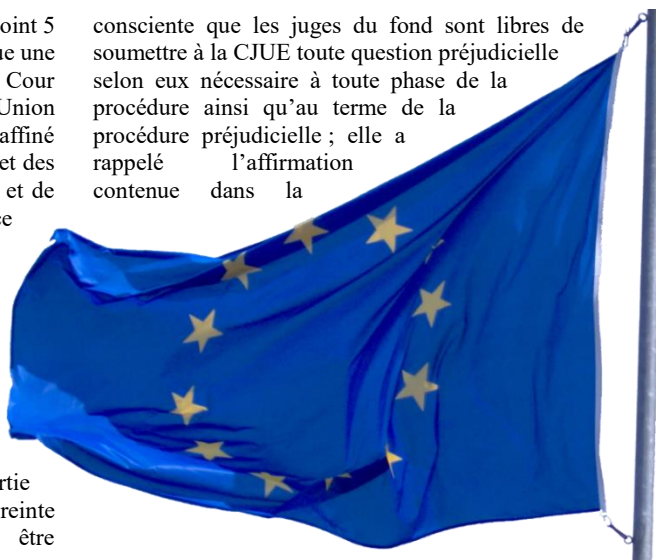 oint 5
ue une
Cour
Union
affiné
et des
et de
ce
rtie
reinte
être
consciente que les juges du fond sont libres de
soumettre à la CJUE toute question préjudicielle
selon eux nécessaire à toute phase de la
procédure ainsi qu’au terme de la
procédure préjudicielle ; elle a
rappelé l’affirmation
contenue dans la